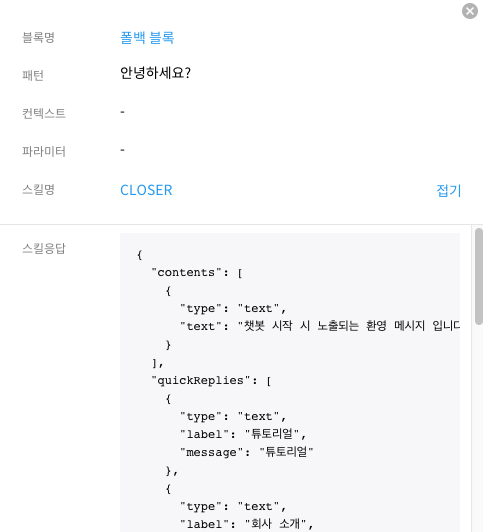 블록명 폴백 블록
패턴 안녕하세요?
컨텍스트 -
파라미터 -
스킬명 CLOSER 접기
스킬응답
{
"contents": [
{
"type": "text",
"text": "챗봇 시작 시 노출되는 환영 메시지 입니다
}
],
"quickReplies": [
{
"type": "text",
"label": "튜토리얼",
"message": "튜토리얼"
},
{
"type": "text",
"label": "회사 소개",